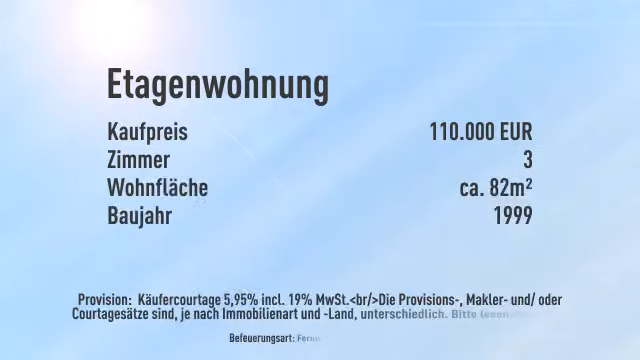 Etagenwohnung
Kaufpreis 110.000 EUR
Zimmer 3
Wohnfläche ca. 82m²
Baujahr 1999
Provision: Käufercourtage 5,95% incl. 19% MwSt.<br/>Die Provisions-, Makler- und/ oder
Courtagesätze sind, je nach Immobilienart und -Land, unterschiedlich. Bitte
Befeuerungsart: